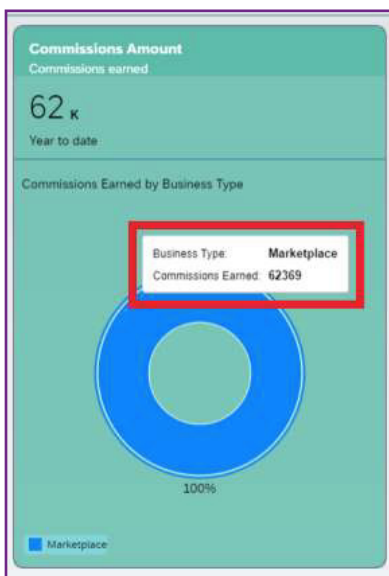 Commissions Amount
Commissions earned
62 K
Year to date
Commissions Earned by Business Type
Business Type: Marketplace
Commissions Earned: 62369
100%
Marketplace